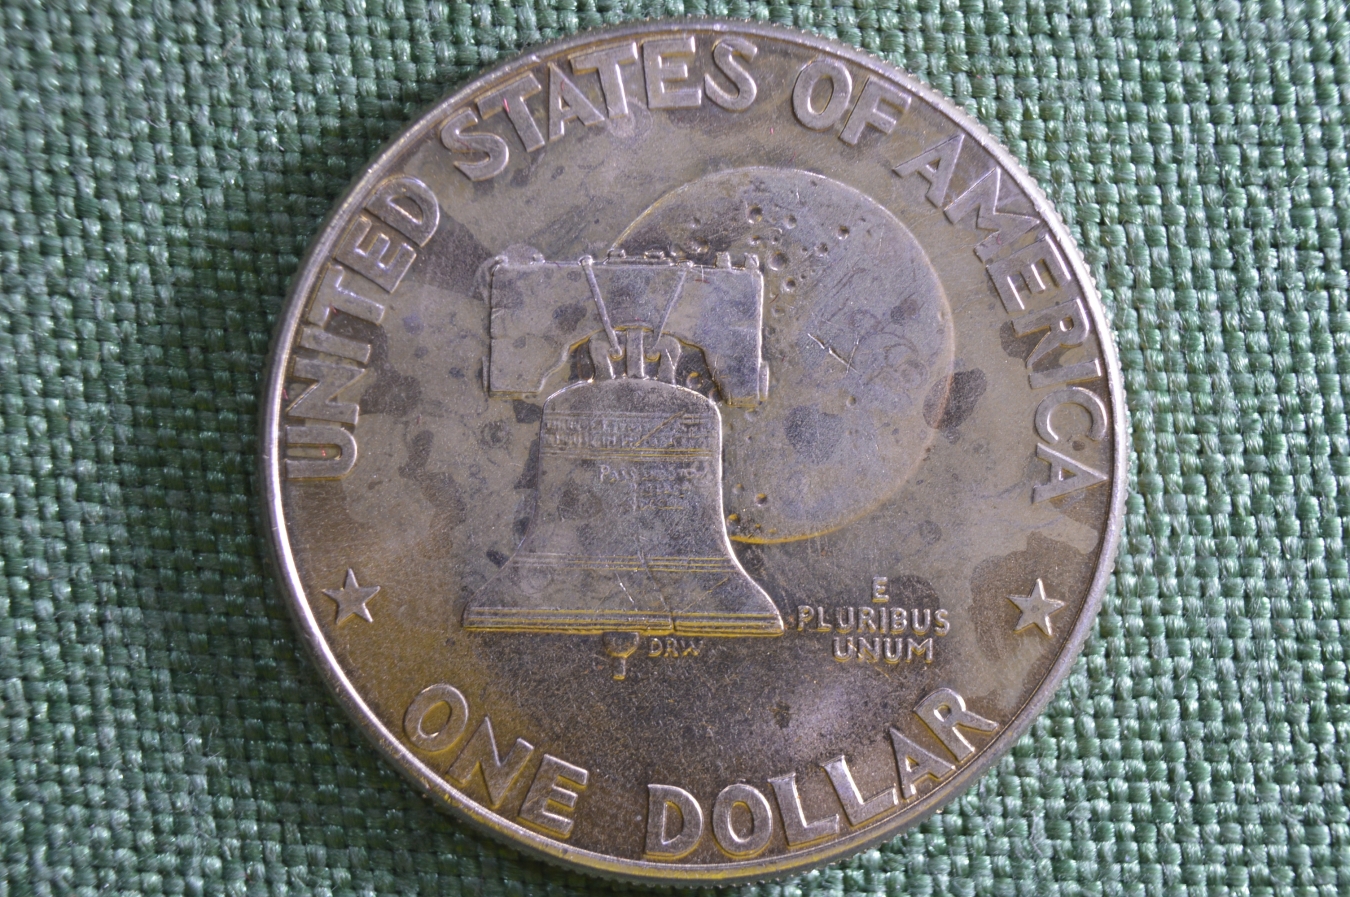 UNITED STATES OF AMERICA
E
PLURIBUS
UNUM
DRW
ONE DOLLAR